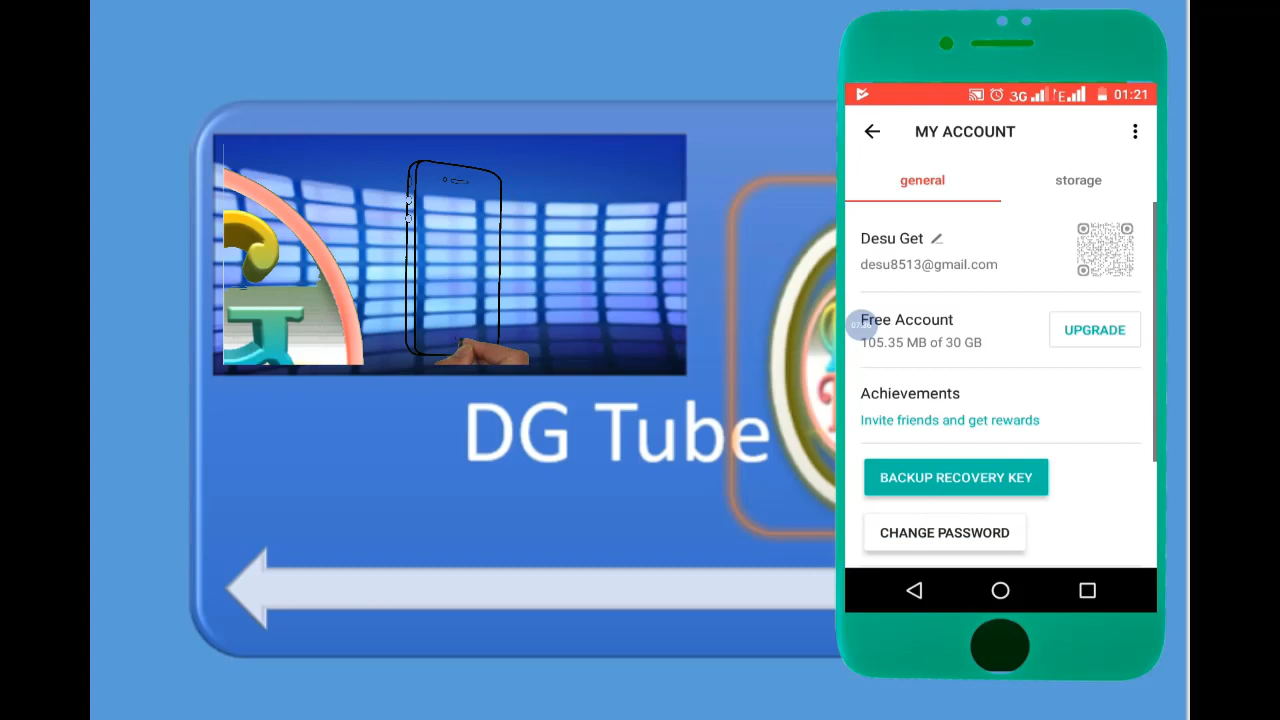 DG Tube
3G E 01:21
MY ACCOUNT
general storage
Desu Get
desu8513@gmail.com
Free Account
105.35 MB of 30 GB
UPGRADE
Achievements
Invite friends and get rewards
BACKUP RECOVERY KEY
CHANGE PASSWORD